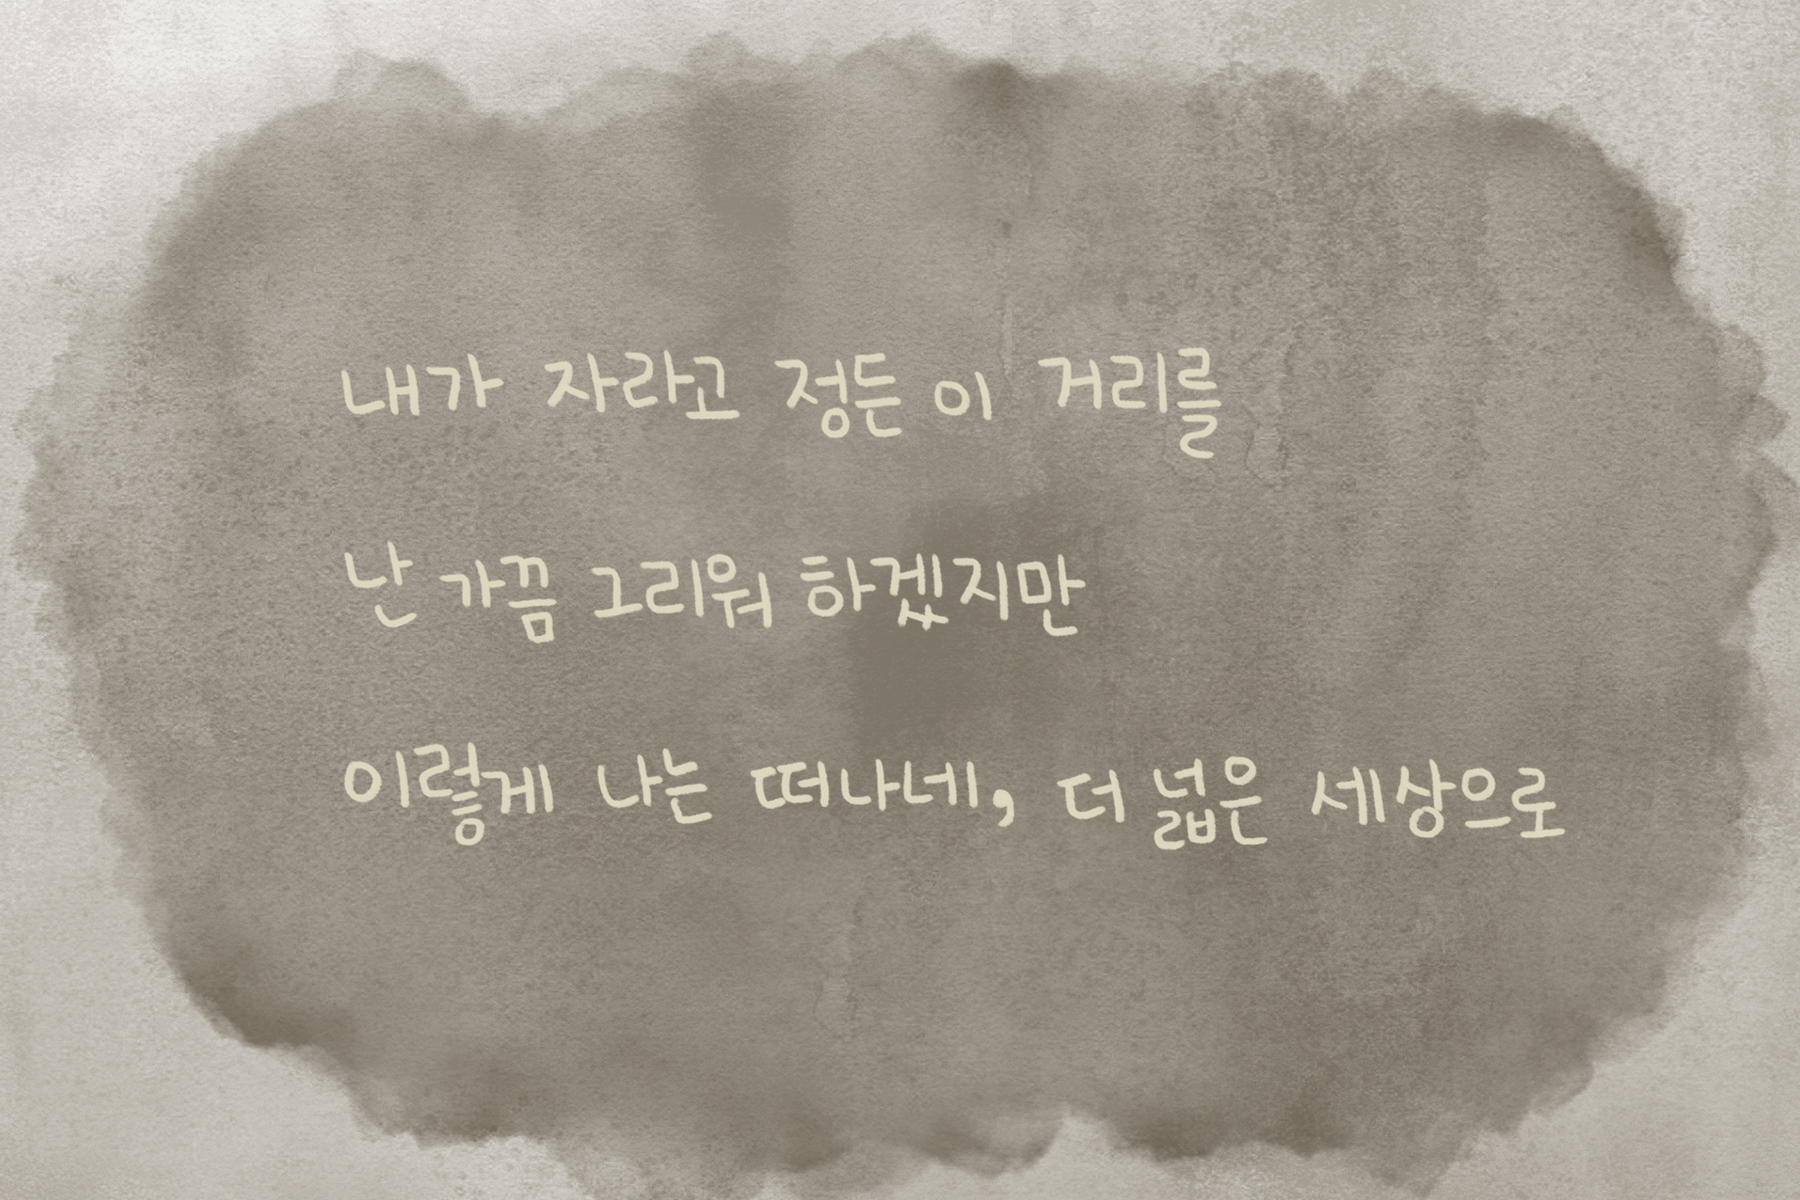 내가 자라고 정든 이 거리를
난 가끔 그리워 하겠지만
이렇게 나는 떠나네, 더 넓은 세상으로